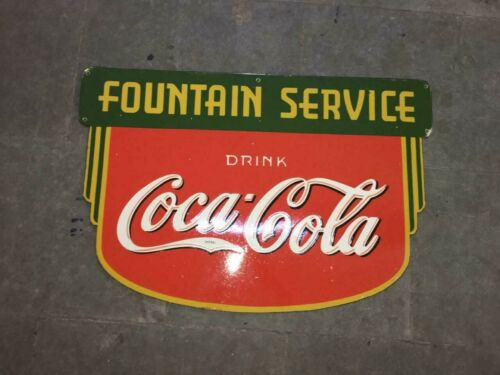 FOUNTAIN SERVICE
DRINK
Coca-Cola